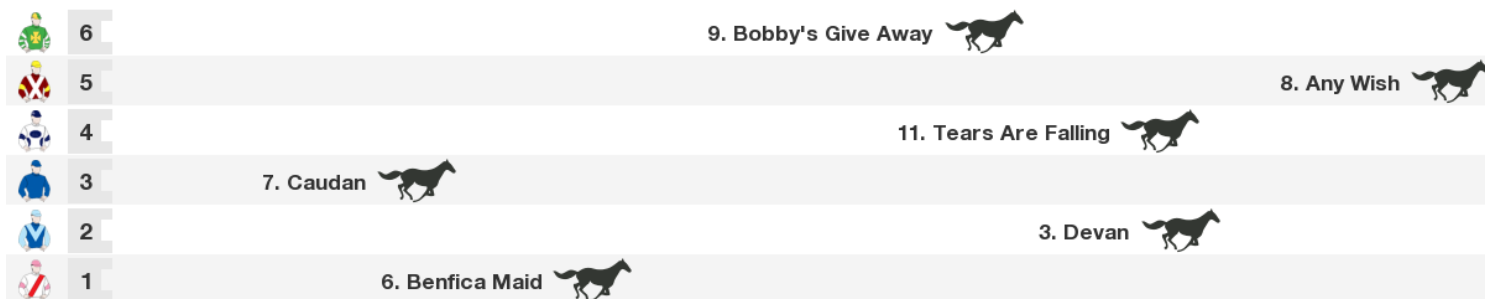 6 9. Bobby's Give Away
5 8. Any Wish
4 11. Tears Are Falling
3 7. Caudan
2 3. Devan
1 6. Benfica Maid